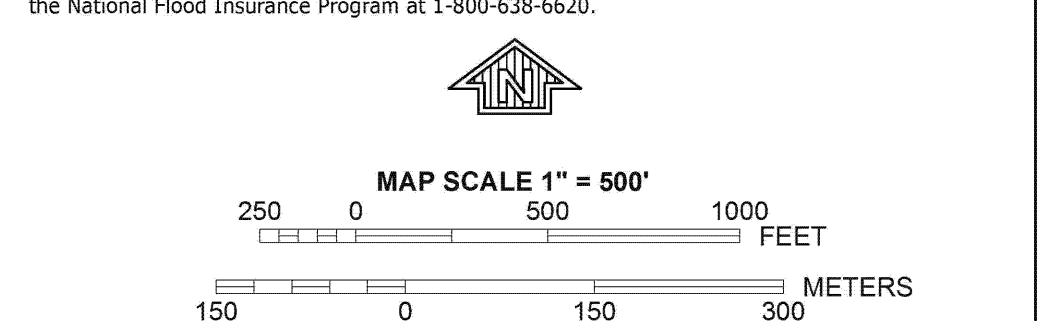 the National Flood Insurance Program at 1-800-638-6620.
N
MAP SCALE 1" = 500'
250 0 500 1000
FEET
METERS
150 0 150 300